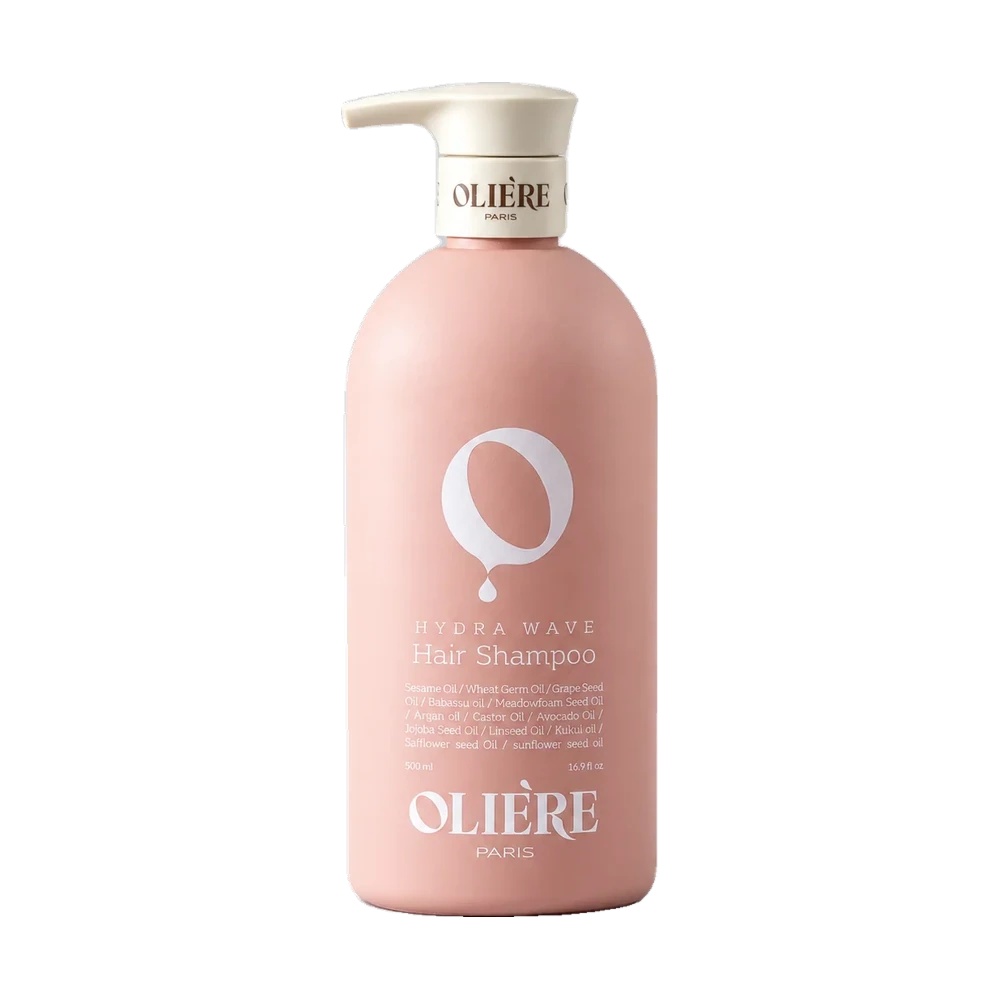 OLIÈRE
PARIS
HYDRA WAVE
Hair Shampoo
Sesame Oil / Wheat Germ Oil / Grape Seed
Oil / Babassu oil / Meadowfoam Seed Oil
/ Argan oil / Castor Oil / Avocado Oil /
Jojoba Seed Oil / Linseed Oil / Kukui oil /
Safflower seed Oil / sunflower seed oil
500 ml 16.9 fl oz
OLIÈRE
PARIS